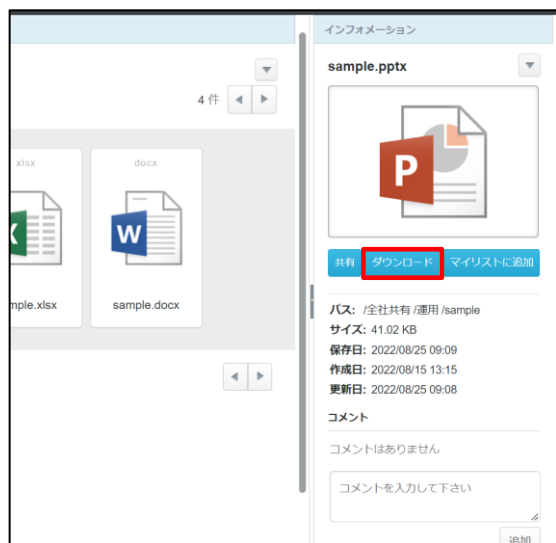 インフォメーション
sample.pptx
4 件
xlsx
docx
X
W
P
mple.xlsx
sample.docx
共有 ダウンロード マイリストに追加
パス: /全社共有 /運用 /sample
サイズ: 41.02 KB
保存日: 2022/08/25 09:09
作成日: 2022/08/15 13:15
更新日: 2022/08/25 09:08
コメント
コメントはありません
コメントを入力して下さい
追加